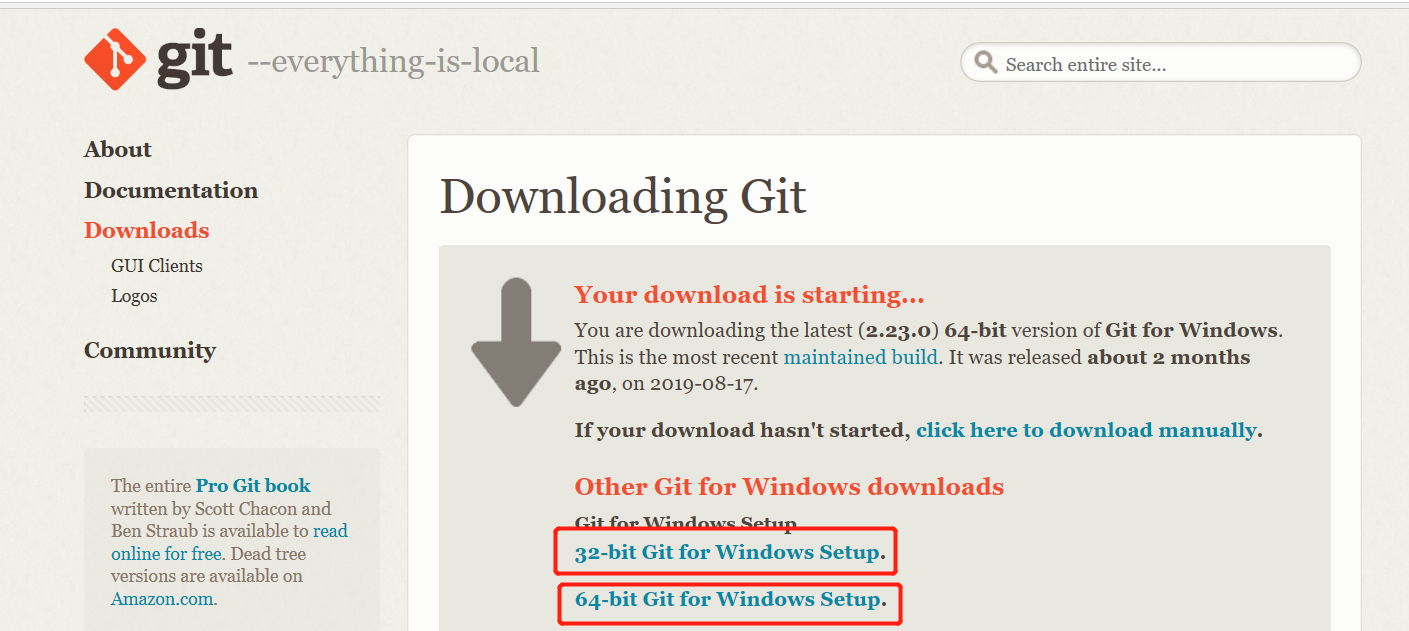 git --everything-is-local
Search entire site...
About
Documentation
Downloads
GUI Clients
Logos
Community
The entire Pro Git book
written by Scott Chacon and
Ben Straub is available to read
online for free. Dead tree
versions are available on
Amazon.com.
Downloading Git
Your download is starting...
You are downloading the latest (2.23.0) 64-bit version of Git for Windows.
This is the most recent maintained build. It was released about 2 months
ago, on 2019-08-17.
If your download hasn't started, click here to download manually.
Other Git for Windows downloads
Git for Windows Setup
32-bit Git for Windows Setup.
64-bit Git for Windows Setup.